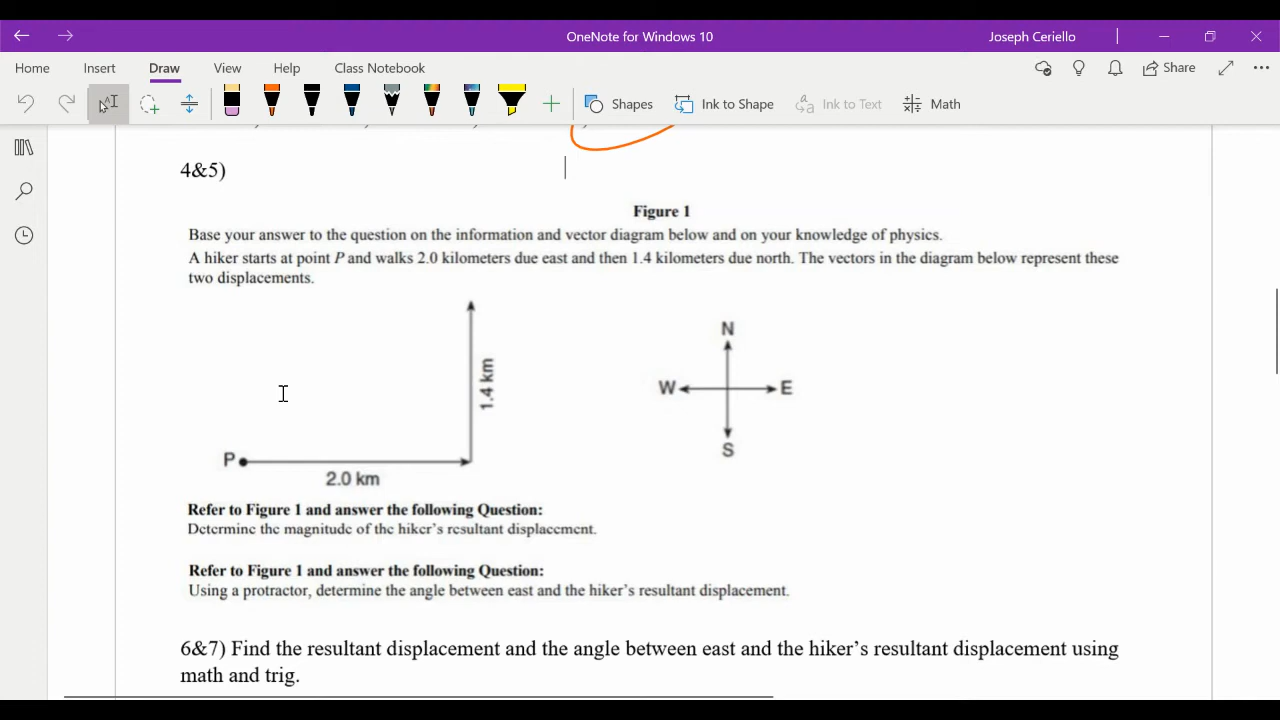 OneNote for Windows 10
Joseph Ceriello
Home Insert Draw View Help Class Notebook Share
Shapes Ink to Shape Ink to Text Math
4&5)
Figure 1
Base your answer to the question on the information and vector diagram below and on your knowledge of physics.
A hiker starts at point P and walks 2.0 kilometers due east and then 1.4 kilometers due north. The vectors in the diagram below represent these
two displacements.
N
1.4 km
W E
S
P
2.0 km
Refer to Figure 1 and answer the following Question:
Determine the magnitude of the hiker's resultant displacement.
Refer to Figure 1 and answer the following Question:
Using a protractor, determine the angle between east and the hiker's resultant displacement.
6&7) Find the resultant displacement and the angle between east and the hiker's resultant displacement using
math and trig.